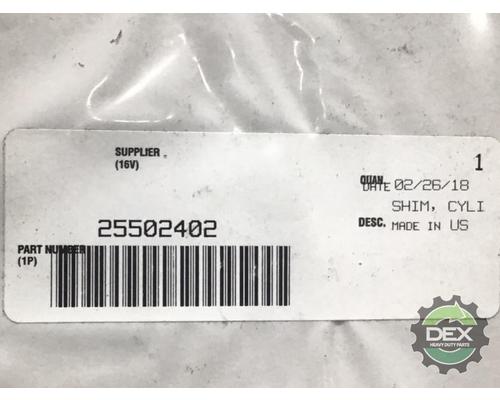 SUPPLIER
(16V)
1
QUAN
DATE 02/26/18
SHIM, CYLI
DESC. MADE IN US
25502402
PART NUMBER
(1P)
DEX
HEAVY DUTY PARTS